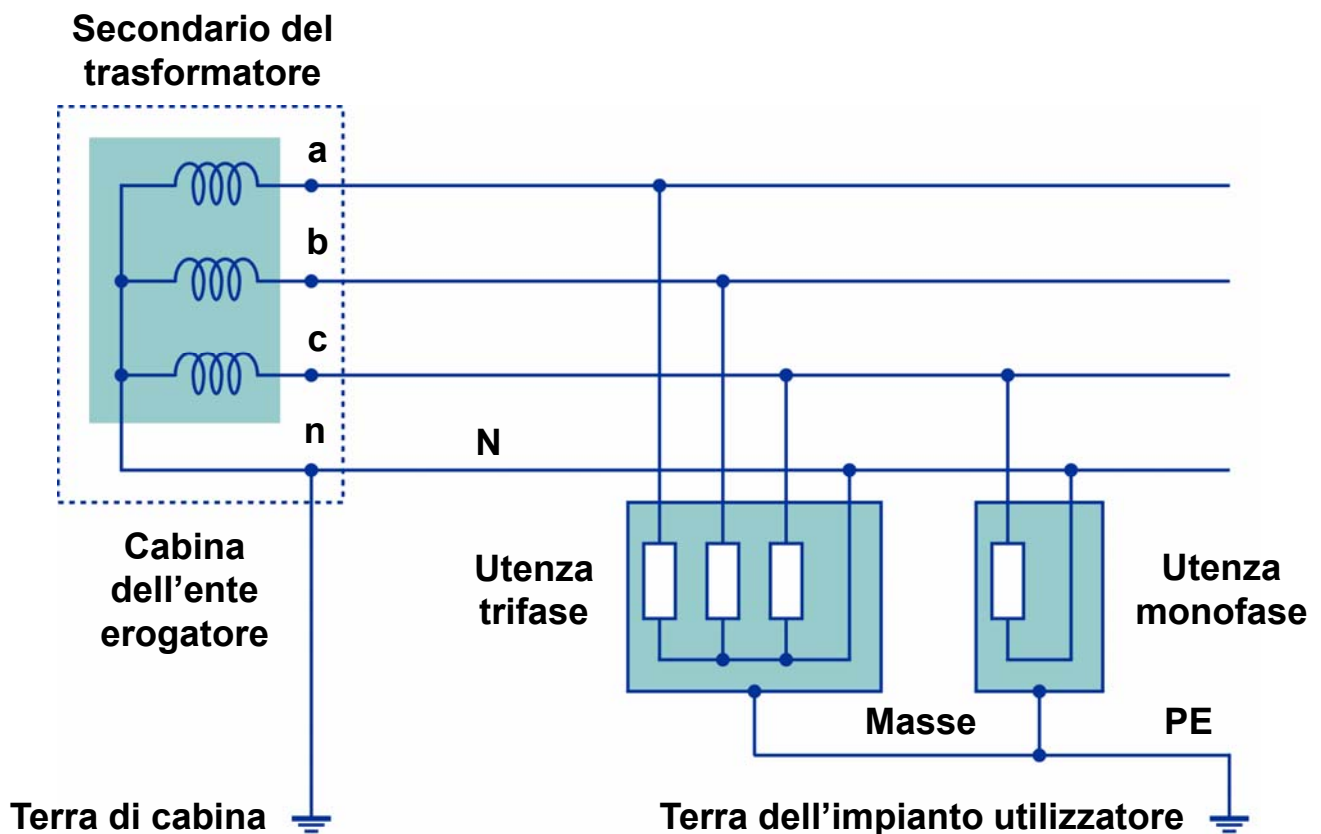 Secondario del
trasformatore
a
b
c
n
N
Cabina
dell’ente
erogatore
Utenza
trifase
Utenza
monofase
Masse
PE
Terra di cabina
Terra dell’impianto utilizzatore